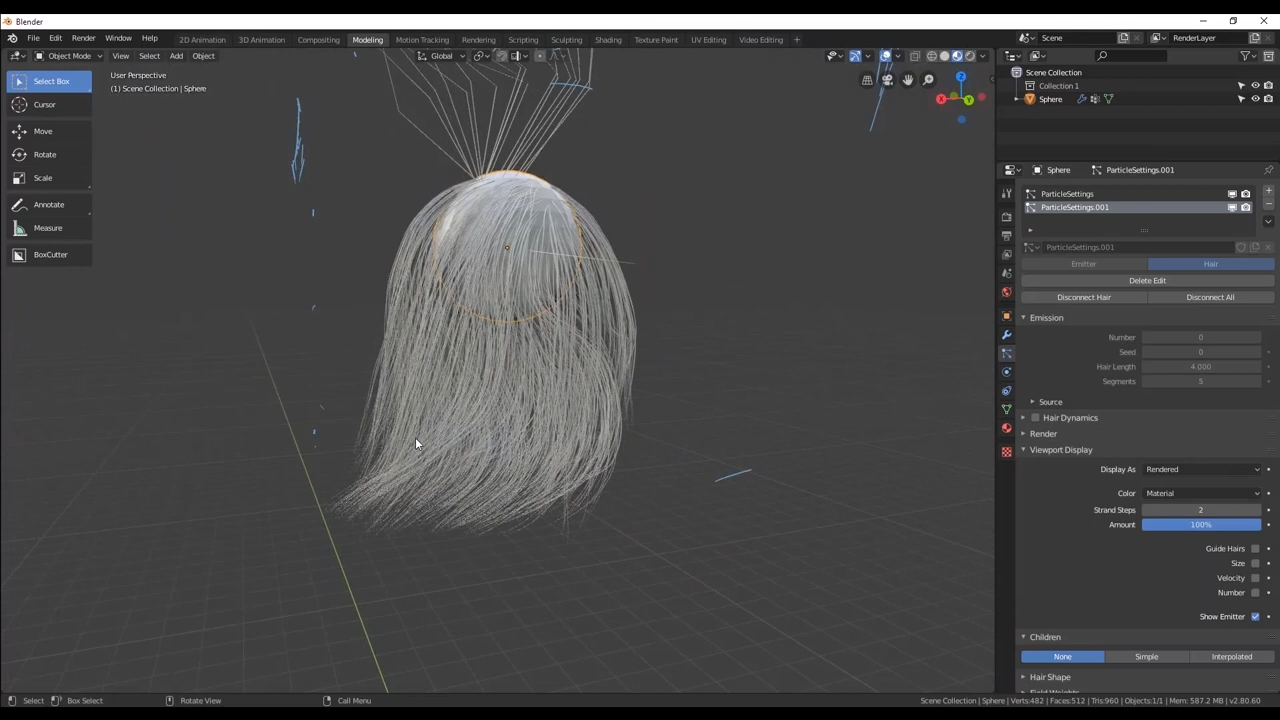 Blender
File Edit Render Window Help
2D Animation 3D Animation Compositing Modeling Motion Tracking Rendering Scripting Sculpting Shading Texture Paint UV Editing Video Editing +
Scene
RenderLayer
Object Mode View Select Add Object
Global
User Perspective
(1) Scene Collection | Sphere
Select Box
Cursor
Move
Rotate
Scale
Annotate
Measure
BoxCutter
Z
X
Y
Scene Collection
Collection 1
Sphere
Sphere ParticleSettings.001
ParticleSettings
ParticleSettings.001
ParticleSettings.001
Emitter Hair
Delete Edit
Disconnect Hair Disconnect All
Emission
Number 0
Seed 0
Hair Length 4.000
Segments 5
Source
Hair Dynamics
Render
Viewport Display
Display As Rendered
Color Material
Strand Steps 2
Amount 100%
Guide Hairs
Size
Velocity
Number
Show Emitter
Children
None Simple Interpolated
Hair Shape
Select Box Select Rotate View Call Menu
Scene Collection | Sphere | Verts:482 | Faces:512 | Tris:960 | Objects:1/1 | Mem: 587.2 MB | v2.80.60